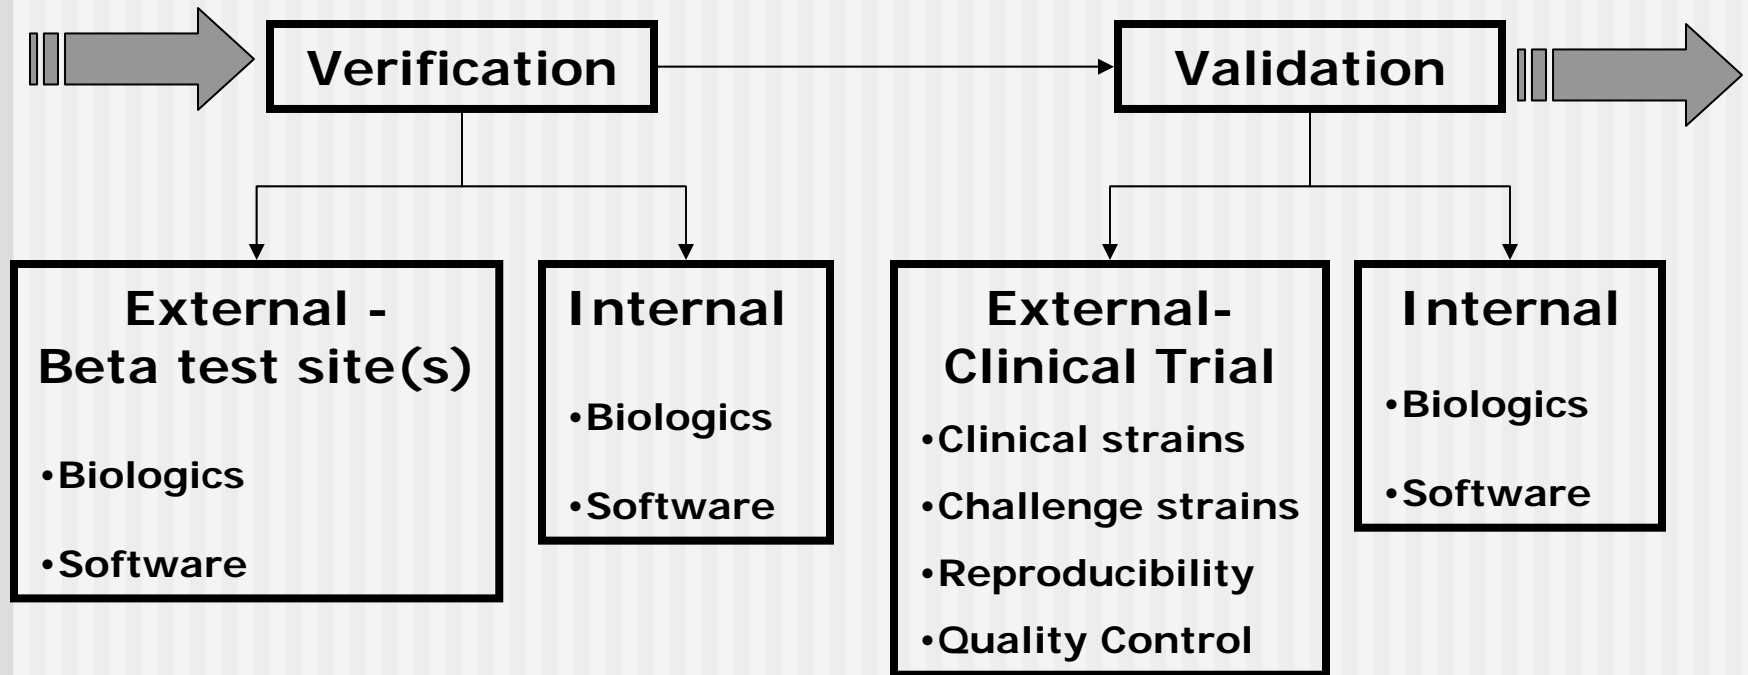 Verification
Validation
External -
Beta test site(s)
•Biologics
•Software
Internal
•Biologics
•Software
External-
Clinical Trial
•Clinical strains
•Challenge strains
•Reproducibility
•Quality Control
Internal
•Biologics
•Software